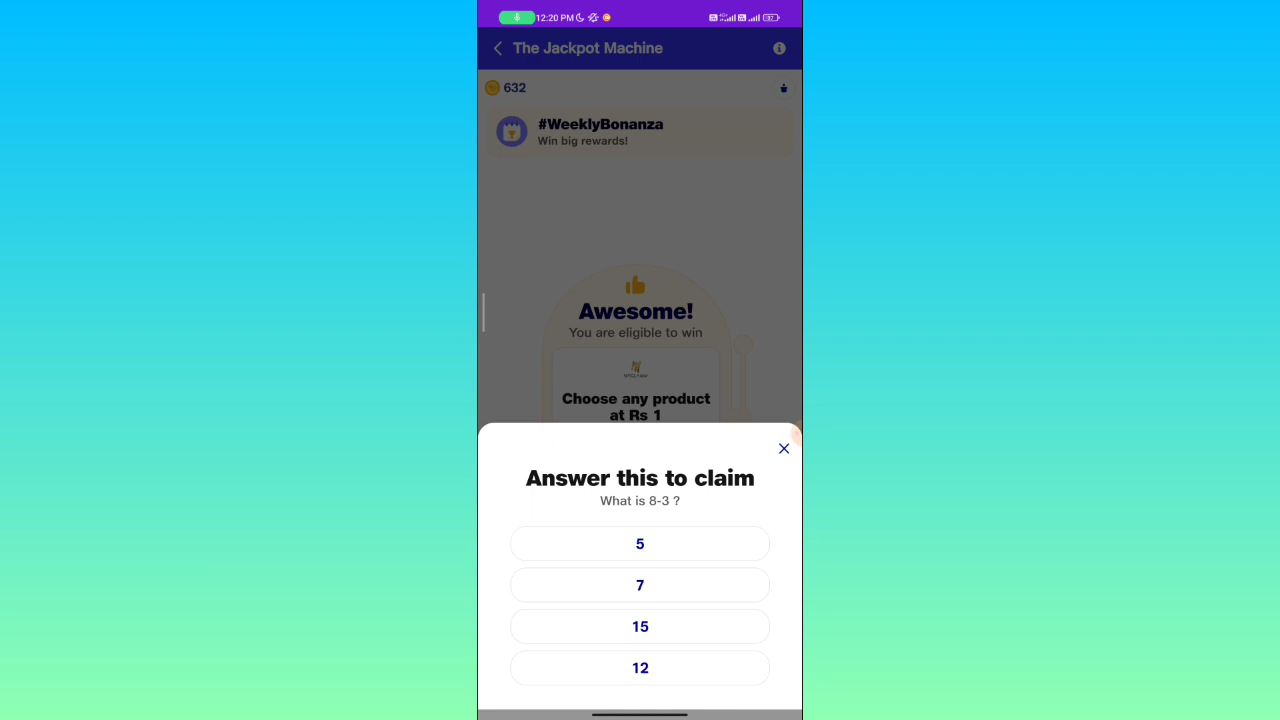 12:20 PM
The Jackpot Machine
632
#WeeklyBonanza
Win big rewards!
Awesome!
You are eligible to win
Choose any product
at Rs 1
Answer this to claim
What is 8-3 ?
5
7
15
12